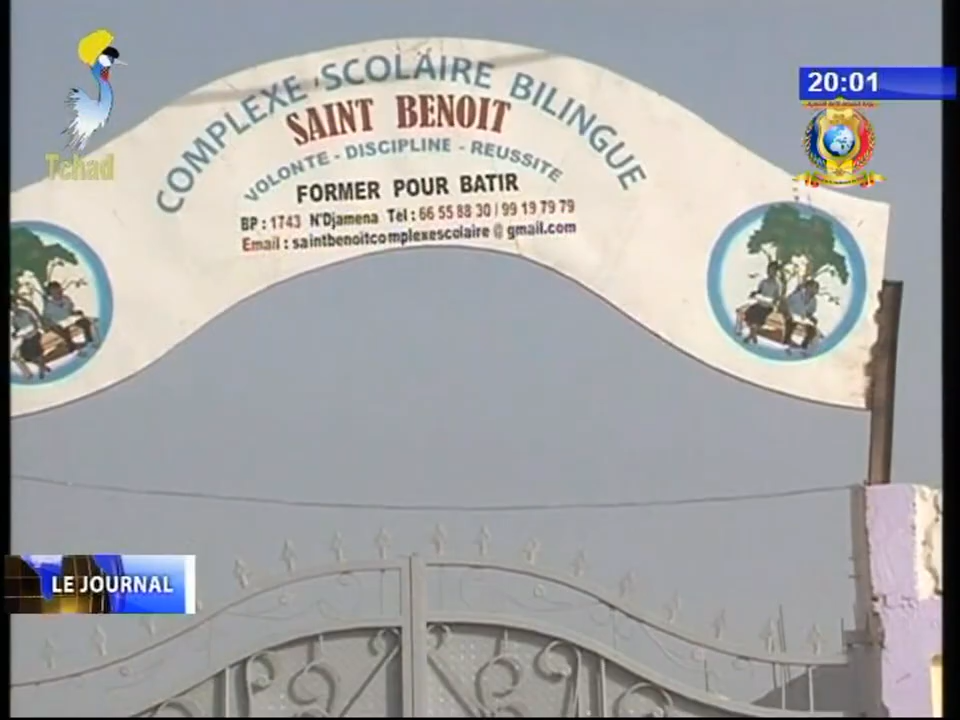 Tchad
20:01
COMPLEXE SCOLAIRE BILINGUE
SAINT BENOIT
VOLONTE - DISCIPLINE - REUSSITE
FORMER POUR BATIR
BP : 1743 N'Djamena Tel : 66 55 88 30 / 99 19 79 79
Email : saintbenoitcomplexescolaire @ gmail.com
LE JOURNAL